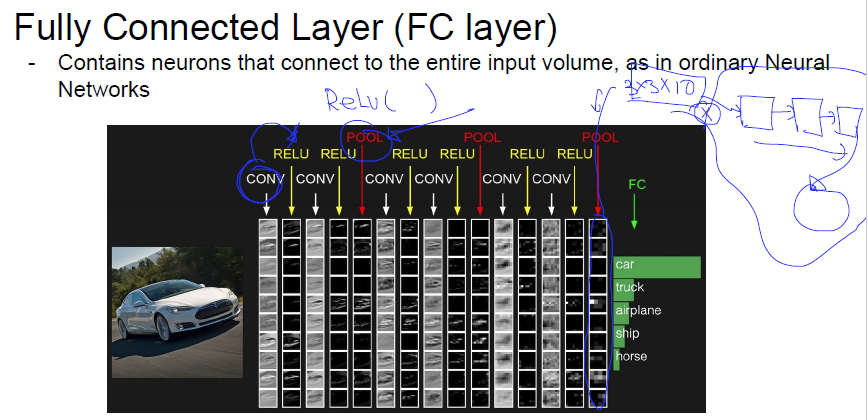 Fully Connected Layer (FC layer)
- Contains neurons that connect to the entire input volume, as in ordinary Neural
Networks
ReLU( )
3x3x10
X
POOL POOL POOL
RELU RELU RELU RELU RELU RELU
CONV CONV CONV CONV CONV CONV
FC
car
truck
airplane
ship
horse